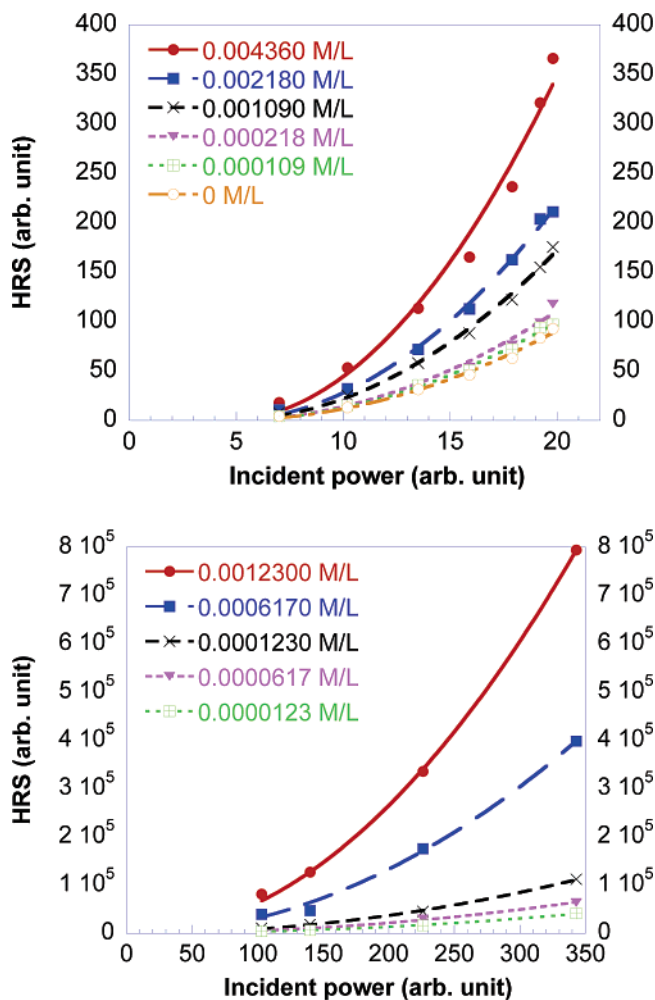 400
350
300
250
200
150
100
50
0
HRS (arb. unit)
0.004360 M/L
0.002180 M/L
0.001090 M/L
0.000218 M/L
0.000109 M/L
0 M/L
400
350
300
250
200
150
100
50
0
0 5 10 15 20
Incident power (arb. unit)
8 10⁵
7 10⁵
6 10⁵
5 10⁵
4 10⁵
3 10⁵
2 10⁵
1 10⁵
0
HRS (arb. unit)
0.0012300 M/L
0.0006170 M/L
0.0001230 M/L
0.0000617 M/L
0.0000123 M/L
8 10⁵
7 10⁵
6 10⁵
5 10⁵
4 10⁵
3 10⁵
2 10⁵
1 10⁵
0
0 50 100 150 200 250 300 350
Incident power (arb. unit)